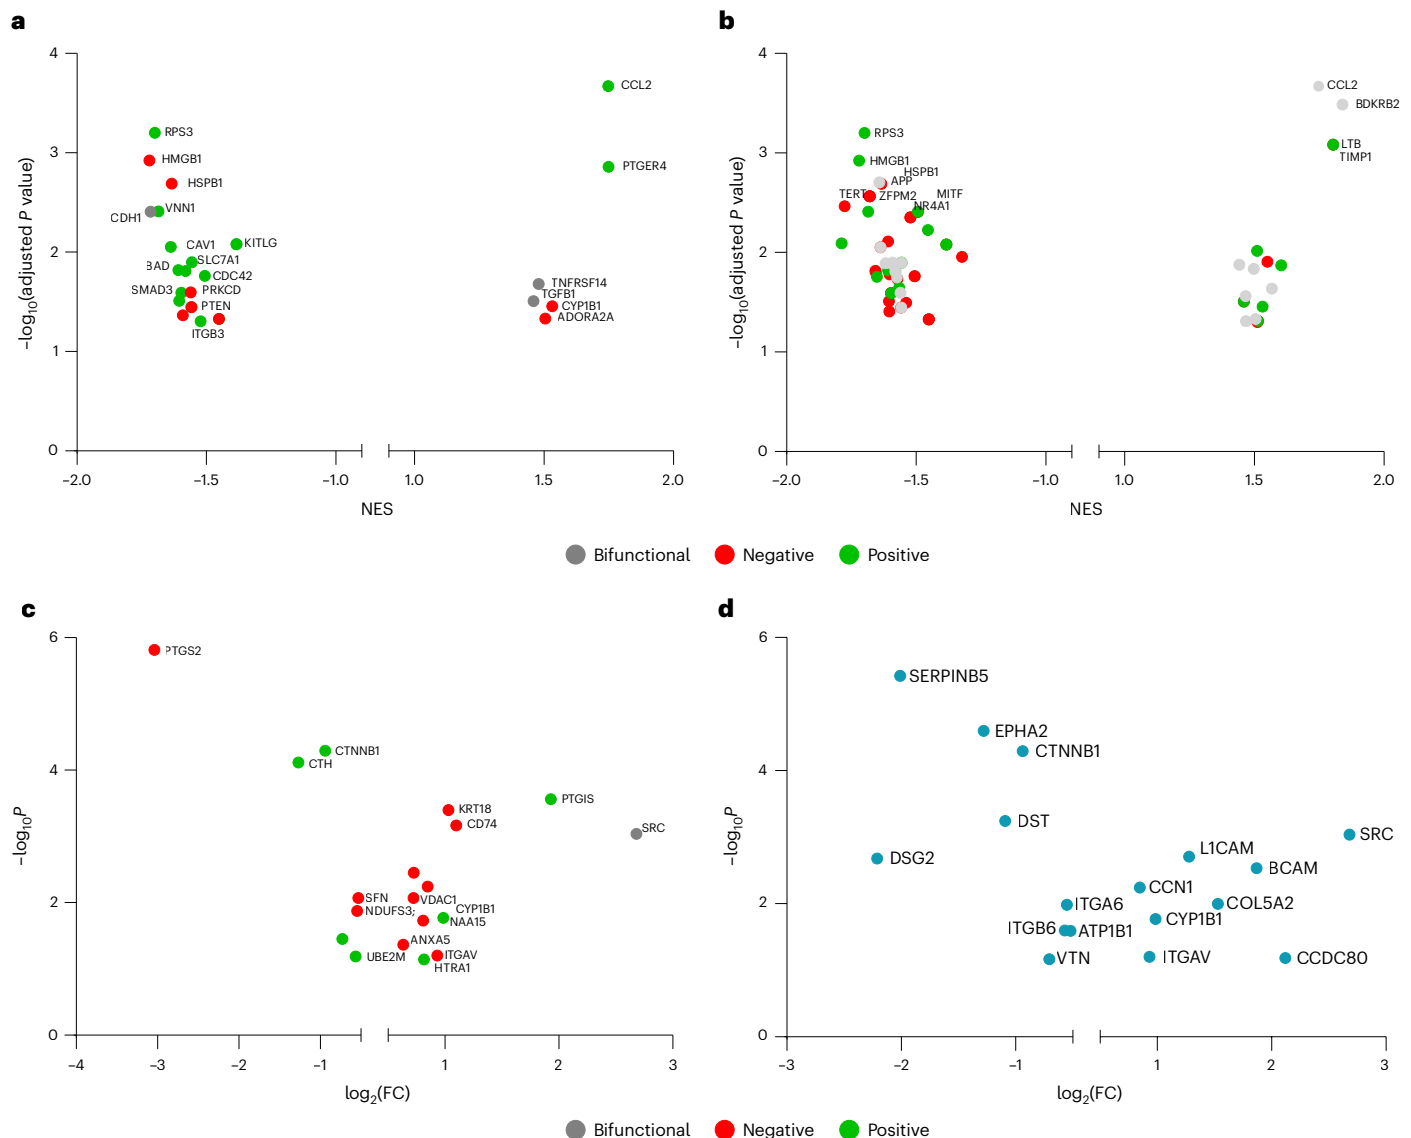 a
4
3
2
1
0
−log10(adjusted P value)
CCL2
RPS3
HMGB1
PTGER4
HSPB1
VNN1
CDH1
CAV1
KITLG
SLC7A1
BAD
CDC42
SMAD3
PRKCD
PTEN
ITGB3
TNFRSF14
TGFB1
CYP1B1
ADORA2A
−2.0 −1.5 −1.0 1.0 1.5 2.0
NES
b
4
3
2
1
0
−log10(adjusted P value)
CCL2
BDKRB2
RPS3
LTB
TIMP1
HMGB1
HSPB1
APP
TERT
ZFPM2
MITF
NR4A1
−2.0 −1.5 −1.0 1.0 1.5 2.0
NES
Bifunctional Negative Positive
c
6
4
2
0
−log10P
PTGS2
CTNNB1
CTH
PTGIS
KRT18
CD74
SRC
SFN
VDAC1
NDUFS3;
CYP1B1
NAA15
ANXA5
UBE2M
ITGAV
HTRA1
−4 −3 −2 −1 1 2 3
log2(FC)
d
6
4
2
0
−log10P
SERPINB5
EPHA2
CTNNB1
DST
SRC
L1CAM
DSG2
BCAM
CCN1
ITGA6
COL5A2
CYP1B1
ITGB6
ATP1B1
VTN
ITGAV
CCDC80
−3 −2 −1 1 2 3
log2(FC)
Bifunctional Negative Positive